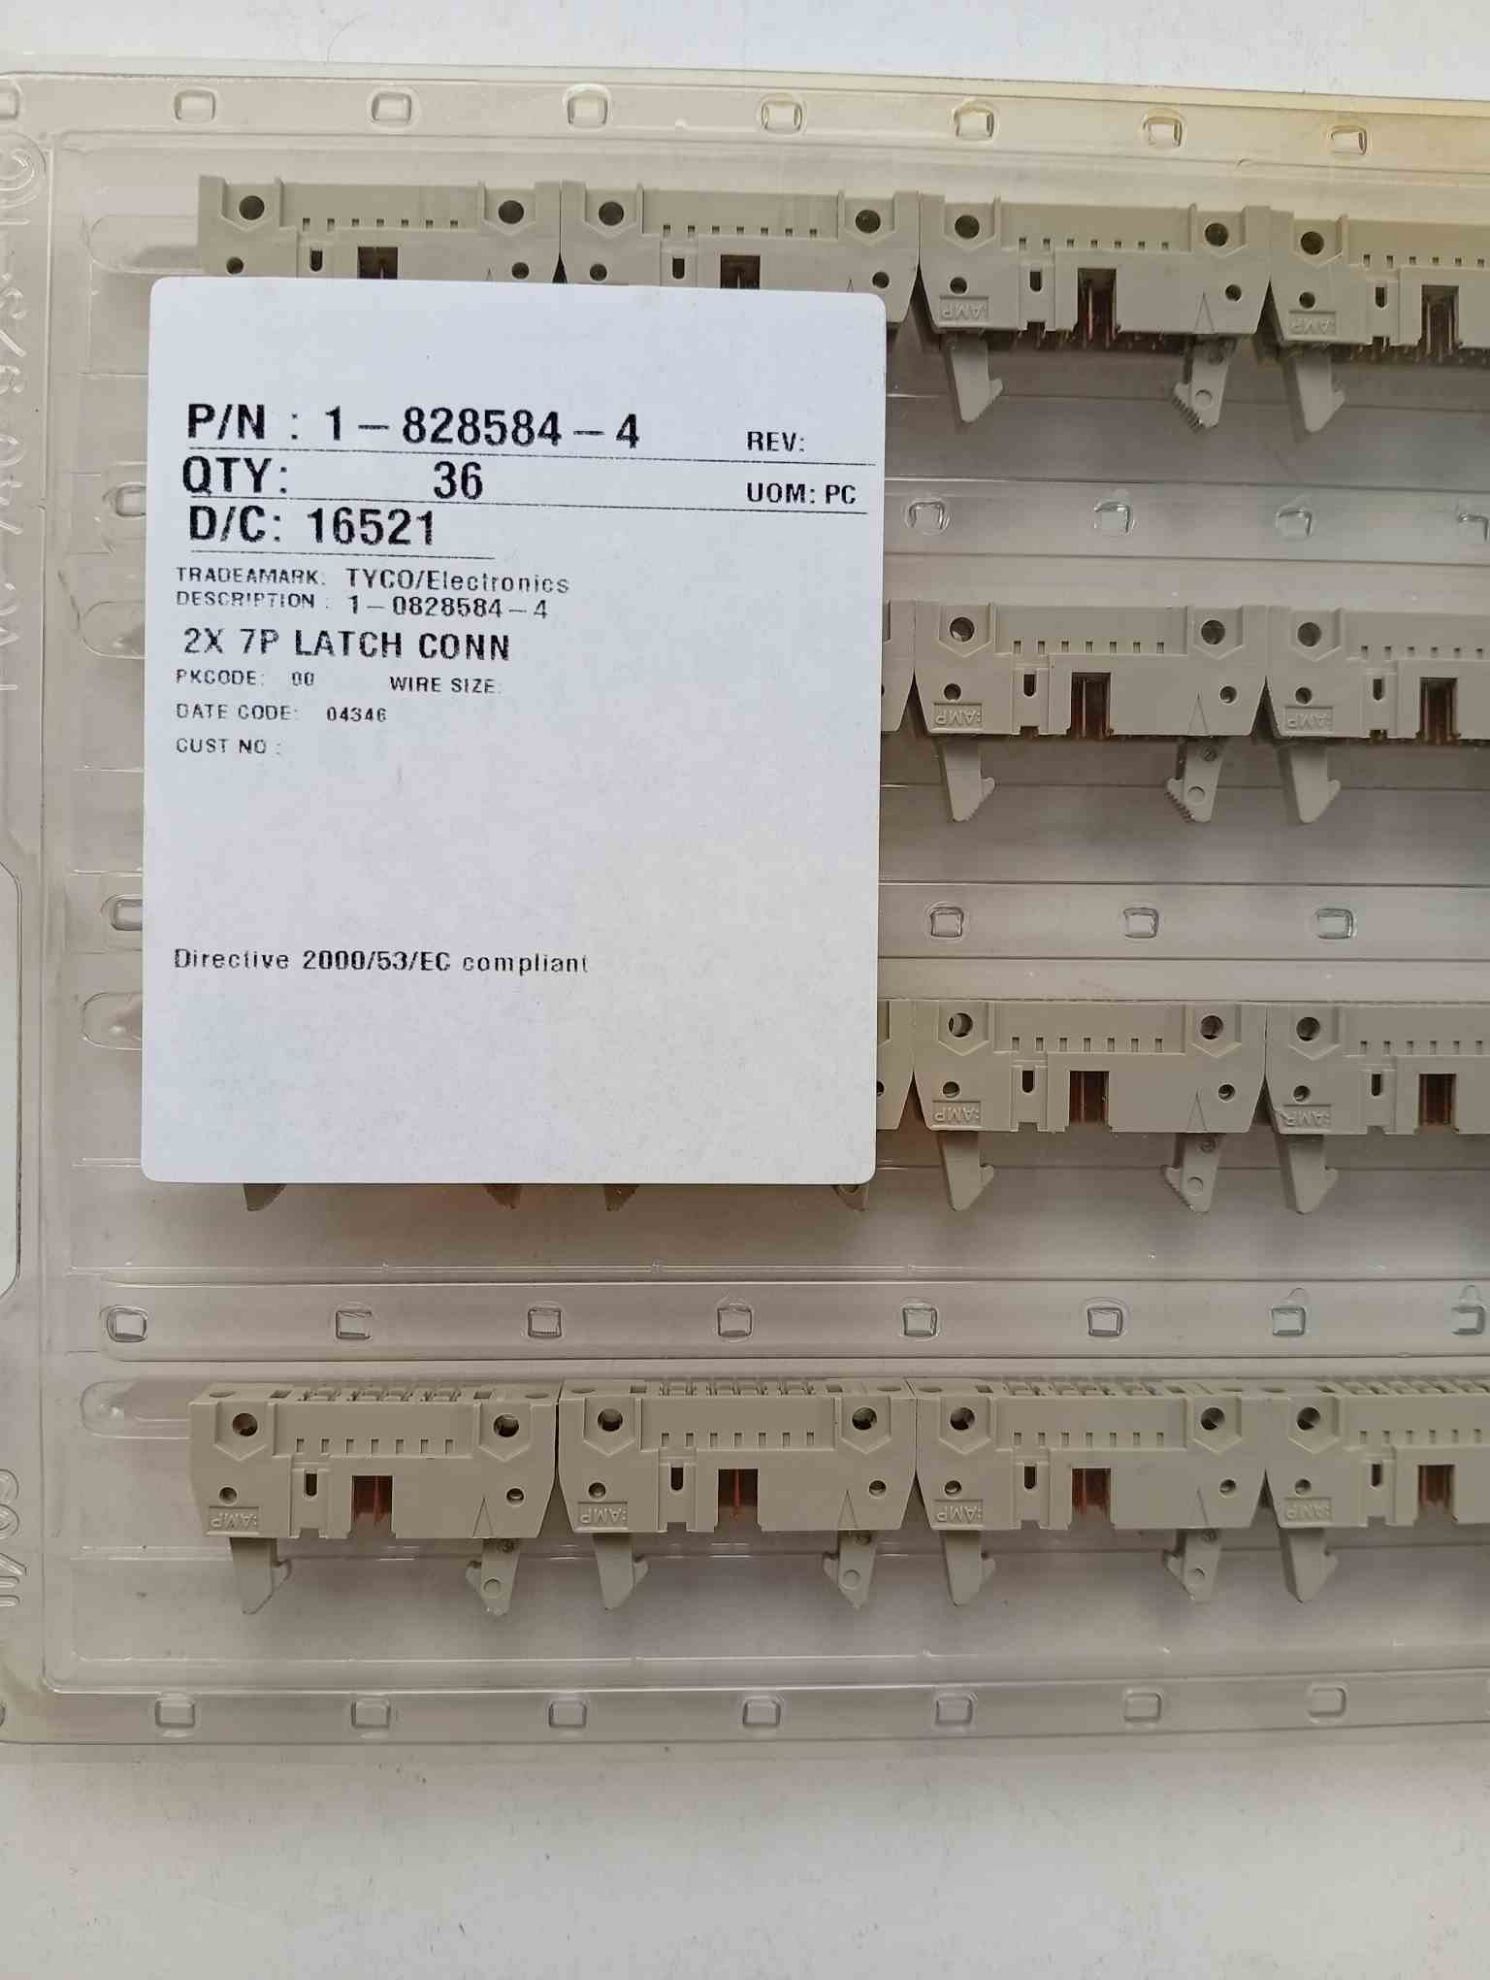 P/N : 1-828584-4 REV:
QTY: 36 UOM: PC
D/C: 16521
TRADEAMARK: TYCO/Electronics
DESCRIPTION : 1-0828584-4
2X 7P LATCH CONN
PKCODE: 00 WIRE SIZE:
DATE CODE: 04346
CUST NO :
Directive 2000/53/EC compliant
:AMP
:AMP
:AMP
:AMP
:AMP
:AMP
:AMP
:AMP
:AMP
:AMP